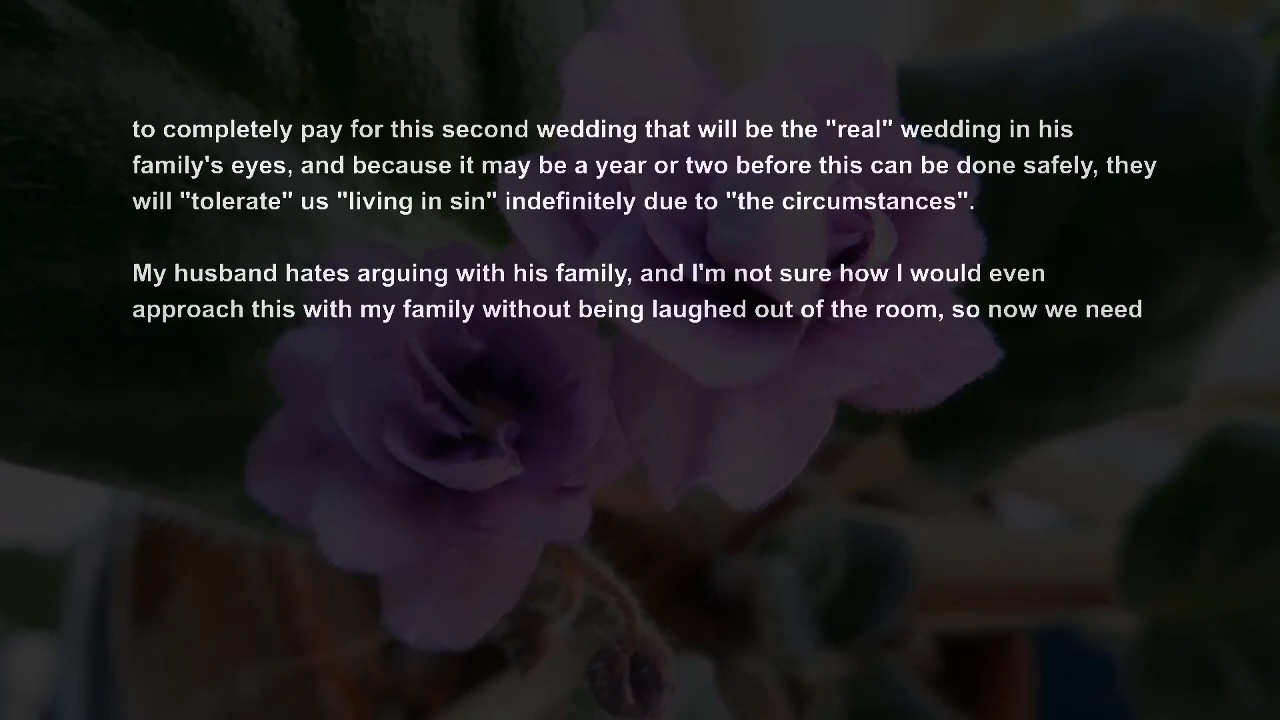 to completely pay for this second wedding that will be the "real" wedding in his
family's eyes, and because it may be a year or two before this can be done safely, they
will "tolerate" us "living in sin" indefinitely due to "the circumstances".
My husband hates arguing with his family, and I'm not sure how I would even
approach this with my family without being laughed out of the room, so now we need